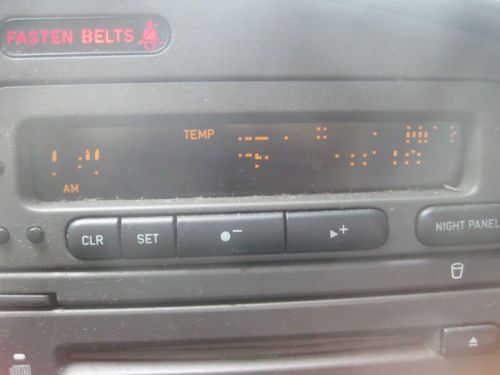 FASTEN BELTS
TEMP
AM
CLR SET - + NIGHT PANEL